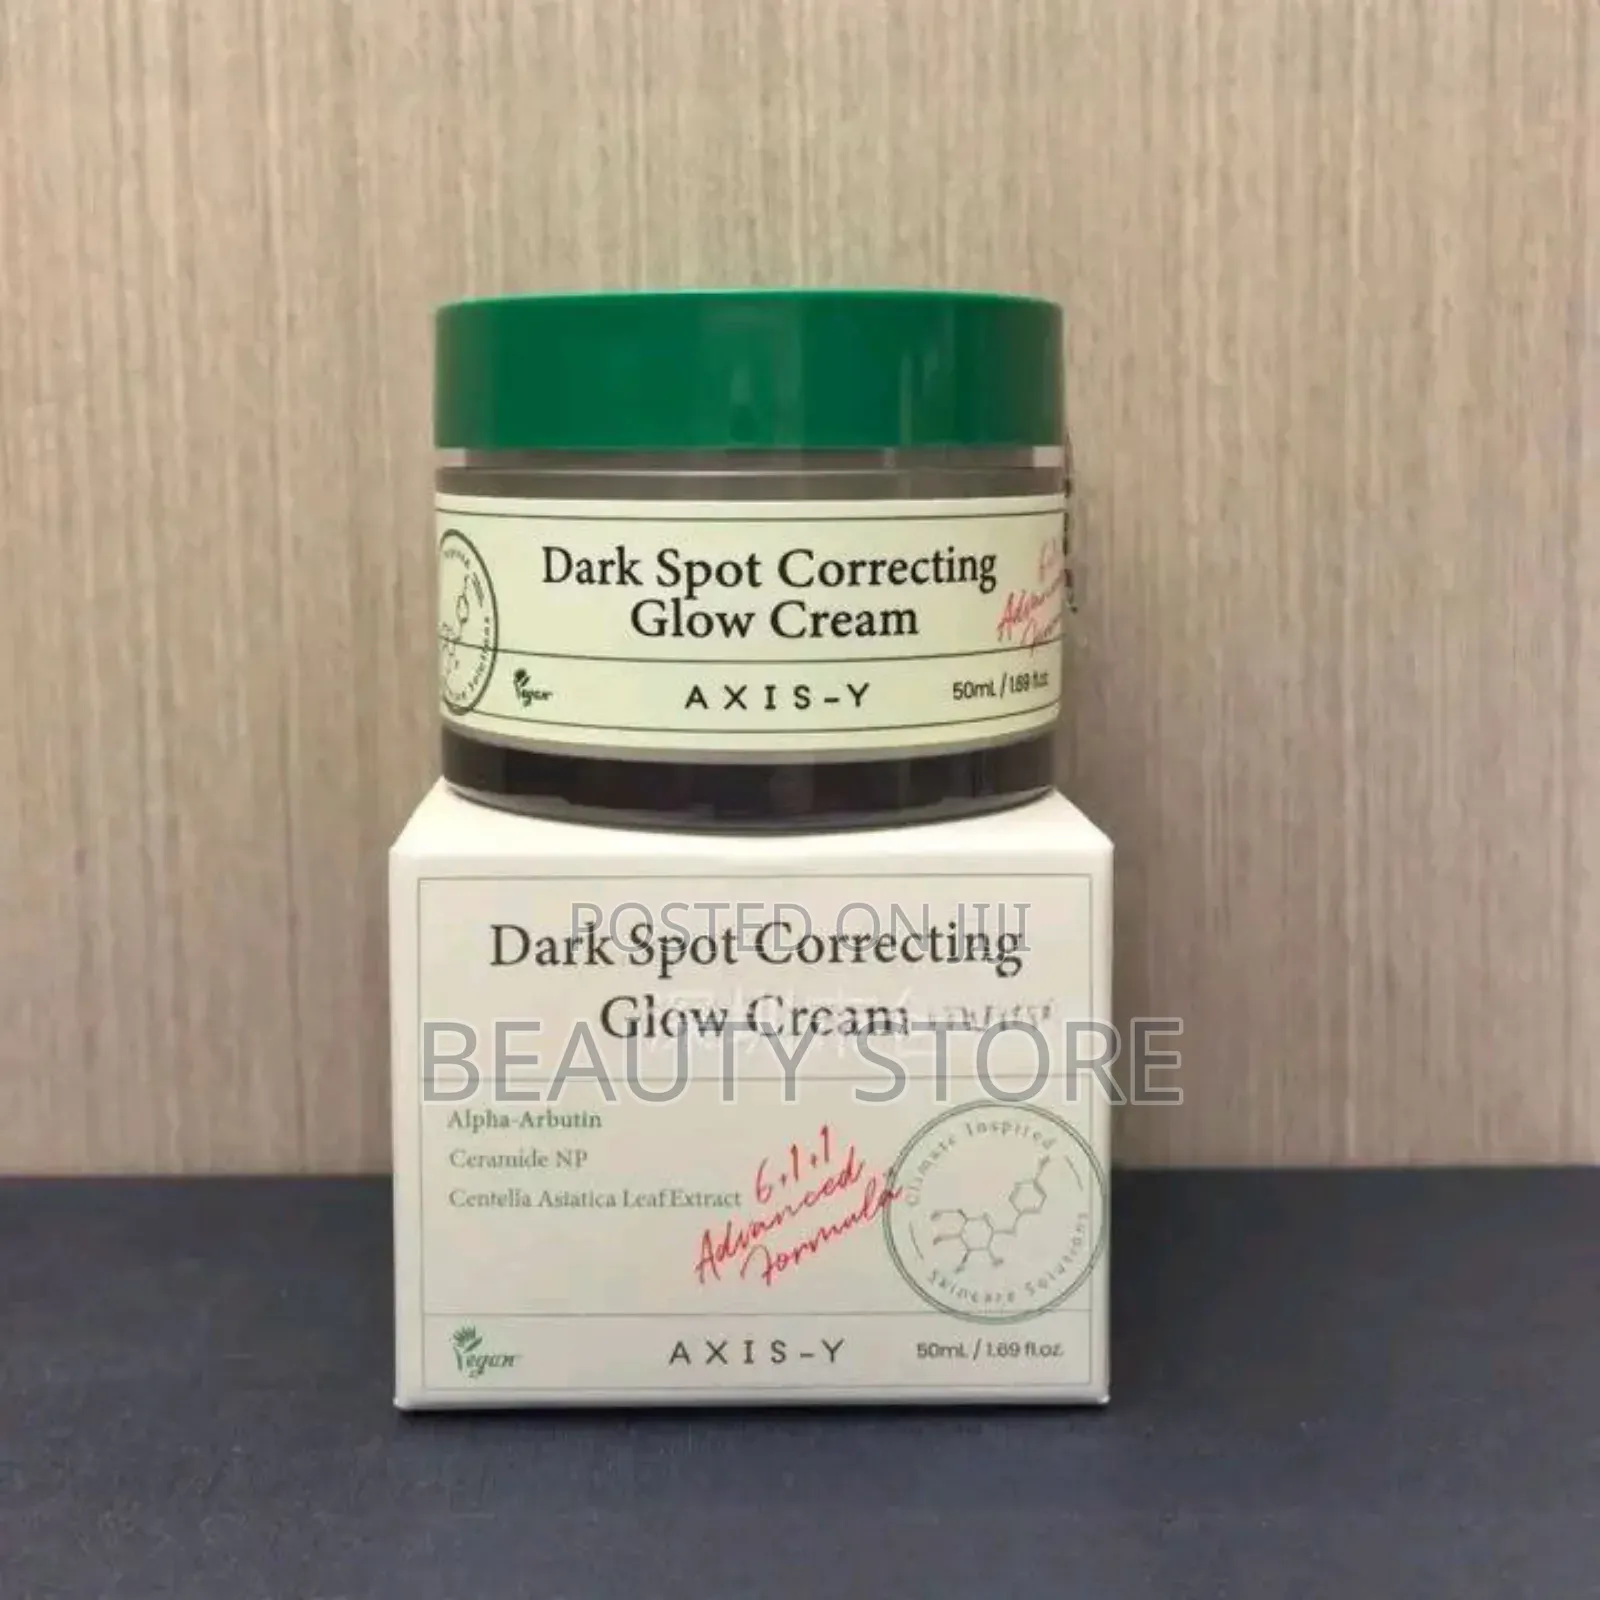 Dark Spot Correcting
Glow Cream
Vegan
AXIS-Y
50mL / 1.69 fl.oz.
POSTED ON JIJI
Dark Spot Correcting
Glow Cream
BEAUTY STORE
Alpha-Arbutin
Ceramide NP
Centella Asiatica Leaf Extract
6+1+1
Advanced
Formula
Climate Inspired
Skincare Solutions
Vegan
AXIS-Y
50mL / 1.69 fl.oz.